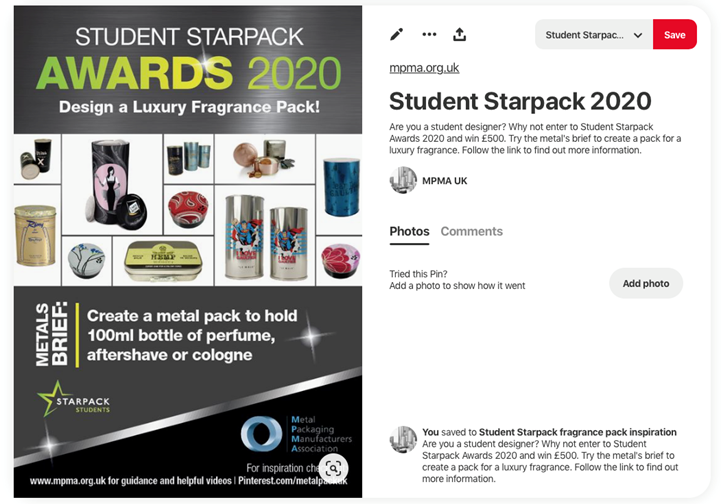 STUDENT STARPACK
AWARDS 2020
Design a Luxury Fragrance Pack!
HEMP
METALS
BRIEF:
Create a metal pack to hold
100ml bottle of perfume,
aftershave or cologne
STARPACK
STUDENTS
Metal
Packaging
Manufacturers
Association
For inspiration
www.mpma.org.uk for guidance and helpful videos | Pinterest.com/
Student Starpac...
Save
mpma.org.uk
Student Starpack 2020
Are you a student designer? Why not enter to Student Starpack
Awards 2020 and win £500. Try the metal's brief to create a pack for a
luxury fragrance. Follow the link to find out more information.
MPMA UK
Photos Comments
Tried this Pin?
Add a photo to show how it went
Add photo
You saved to Student Starpack fragrance pack inspiration
Are you a student designer? Why not enter to Student
Starpack Awards 2020 and win £500. Try the metal's brief to
create a pack for a luxury fragrance. Follow the link to find out
more information.